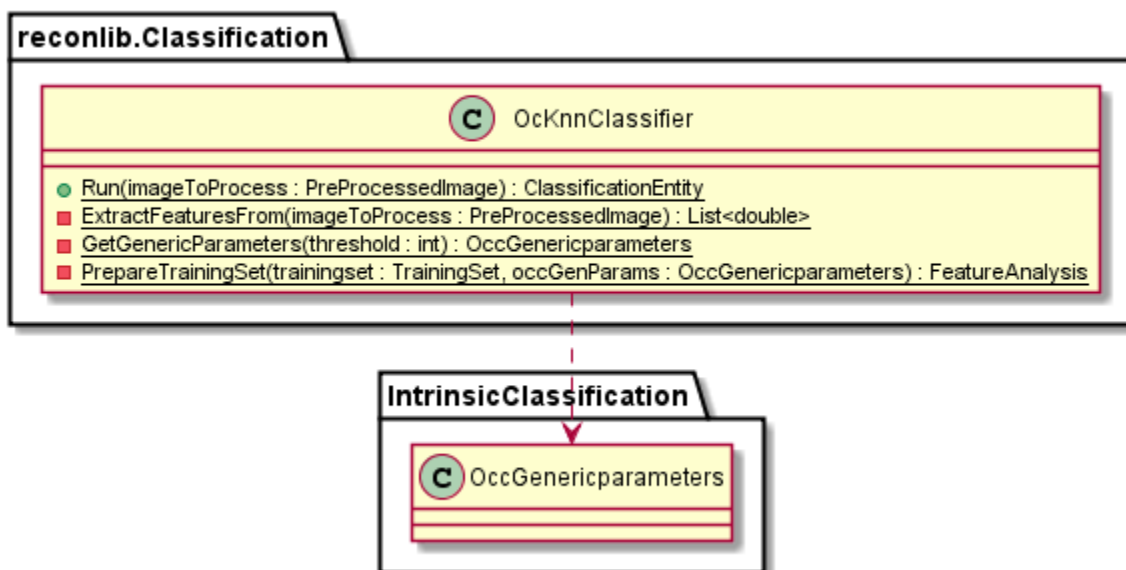 reconlib.Classification
C OcKnnClassifier
Run(imageToProcess : PreProcessedImage) : ClassificationEntity
ExtractFeaturesFrom(imageToProcess : PreProcessedImage) : List<double>
GetGenericParameters(threshold : int) : OccGenericparameters
PrepareTrainingSet(trainingset : TrainingSet, occGenParams : OccGenericparameters) : FeatureAnalysis
IntrinsicClassification
C OccGenericparameters